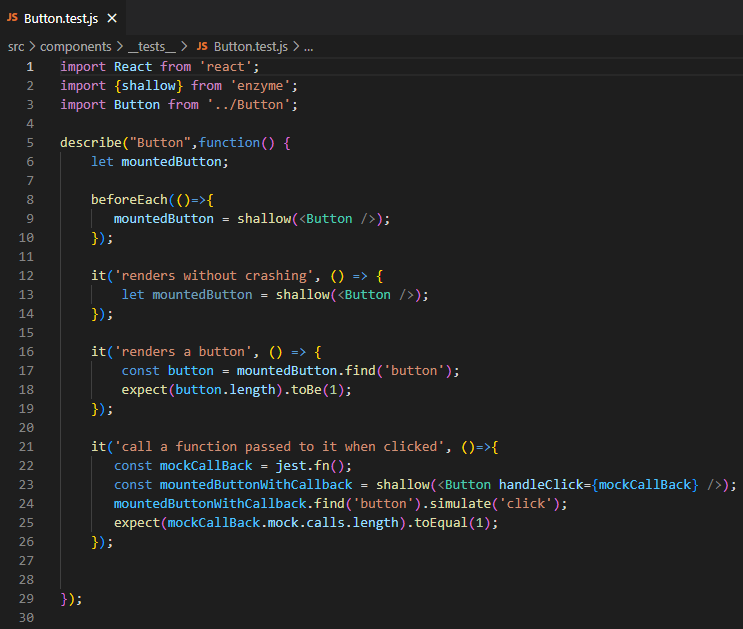 JS Button.test.js ×
src > components > __tests__ > JS Button.test.js > ...
1 import React from 'react';
2 import {shallow} from 'enzyme';
3 import Button from '../Button';
4
5 describe("Button",function() {
6     let mountedButton;
7
8     beforeEach(()=>{
9        mountedButton = shallow(<Button />);
10     });
11
12     it('renders without crashing', () => {
13         let mountedButton = shallow(<Button />);
14     });
15
16     it('renders a button', () => {
17         const button = mountedButton.find('button');
18         expect(button.length).toBe(1);
19     });
20
21     it('call a function passed to it when clicked', ()=>{
22        const mockCallBack = jest.fn();
23        const mountedButtonWithCallback = shallow(<Button handleClick={mockCallBack} />);
24        mountedButtonWithCallback.find('button').simulate('click');
25        expect(mockCallBack.mock.calls.length).toEqual(1);
26     });
27
28
29 });
30